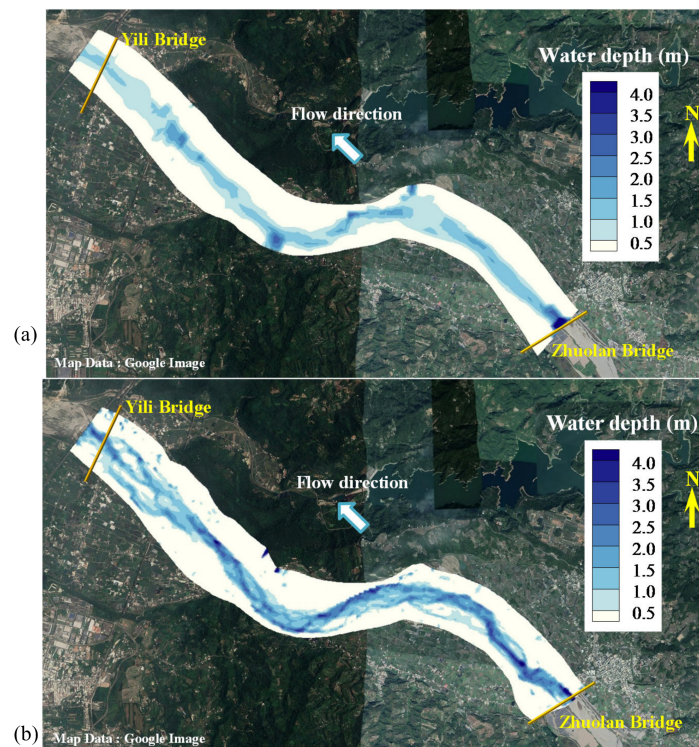 (a)
Yili Bridge
Flow direction
Water depth (m)
4.0
3.5
3.0
2.5
2.0
1.5
1.0
0.5
N
Zhuolan Bridge
Map Data : Google Image
(b)
Yili Bridge
Flow direction
Water depth (m)
4.0
3.5
3.0
2.5
2.0
1.5
1.0
0.5
N
Zhuolan Bridge
Map Data : Google Image